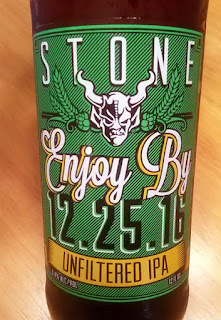 STONE
Enjoy By
12.25.16
UNFILTERED IPA